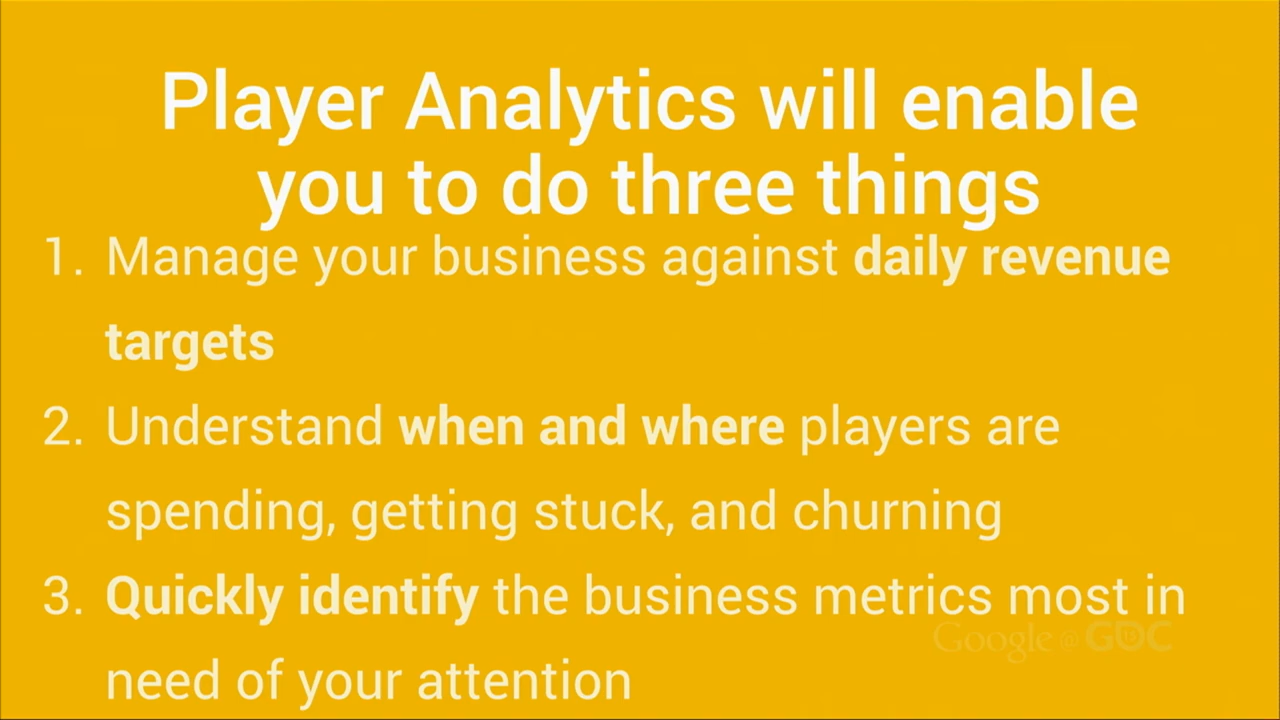 Player Analytics will enable
you to do three things
1. Manage your business against daily revenue
targets
2. Understand when and where players are
spending, getting stuck, and churning
3. Quickly identify the business metrics most in
need of your attention
Google @ GDC 15